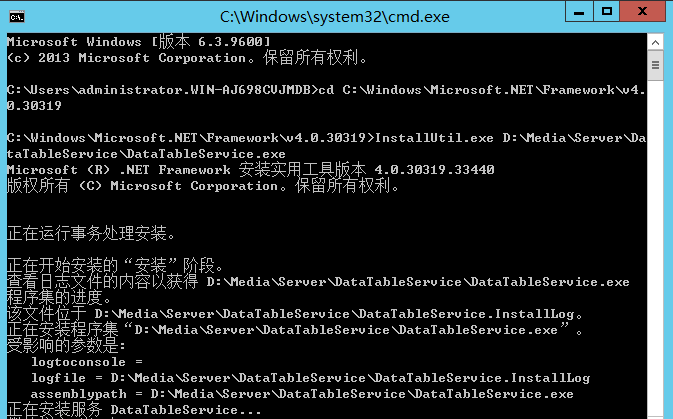 C:\Windows\system32\cmd.exe
Microsoft Windows [版本 6.3.9600]
(c) 2013 Microsoft Corporation。保留所有权利。
C:\Users\administrator.WIN-AJ698CVJMDB>cd C:\Windows\Microsoft.NET\Framework\v4.
0.30319
C:\Windows\Microsoft.NET\Framework\v4.0.30319>InstallUtil.exe D:\Media\Server\Da
taTableService\DataTableService.exe
Microsoft (R) .NET Framework 安装实用工具版本 4.0.30319.33440
版权所有 (C) Microsoft Corporation。保留所有权利。
正在运行事务处理安装。
正在开始安装的“安装”阶段。
查看日志文件的内容以获得 D:\Media\Server\DataTableService\DataTableService.exe
程序集的进度。
该文件位于 D:\Media\Server\DataTableService\DataTableService.InstallLog。
正在安装程序集“D:\Media\Server\DataTableService\DataTableService.exe”。
受影响的参数是:
logtoconsole =
logfile = D:\Media\Server\DataTableService\DataTableService.InstallLog
assemblypath = D:\Media\Server\DataTableService\DataTableService.exe
正在安装服务 DataTableService...